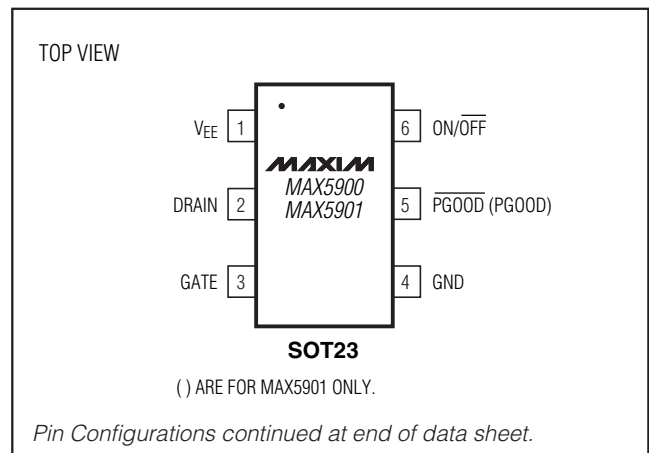 TOP VIEW
VEE 1
6 ON/OFF
MAXIM
MAX5900
MAX5901
DRAIN 2
5 PGOOD (PGOOD)
GATE 3
4 GND
SOT23
( ) ARE FOR MAX5901 ONLY.
Pin Configurations continued at end of data sheet.